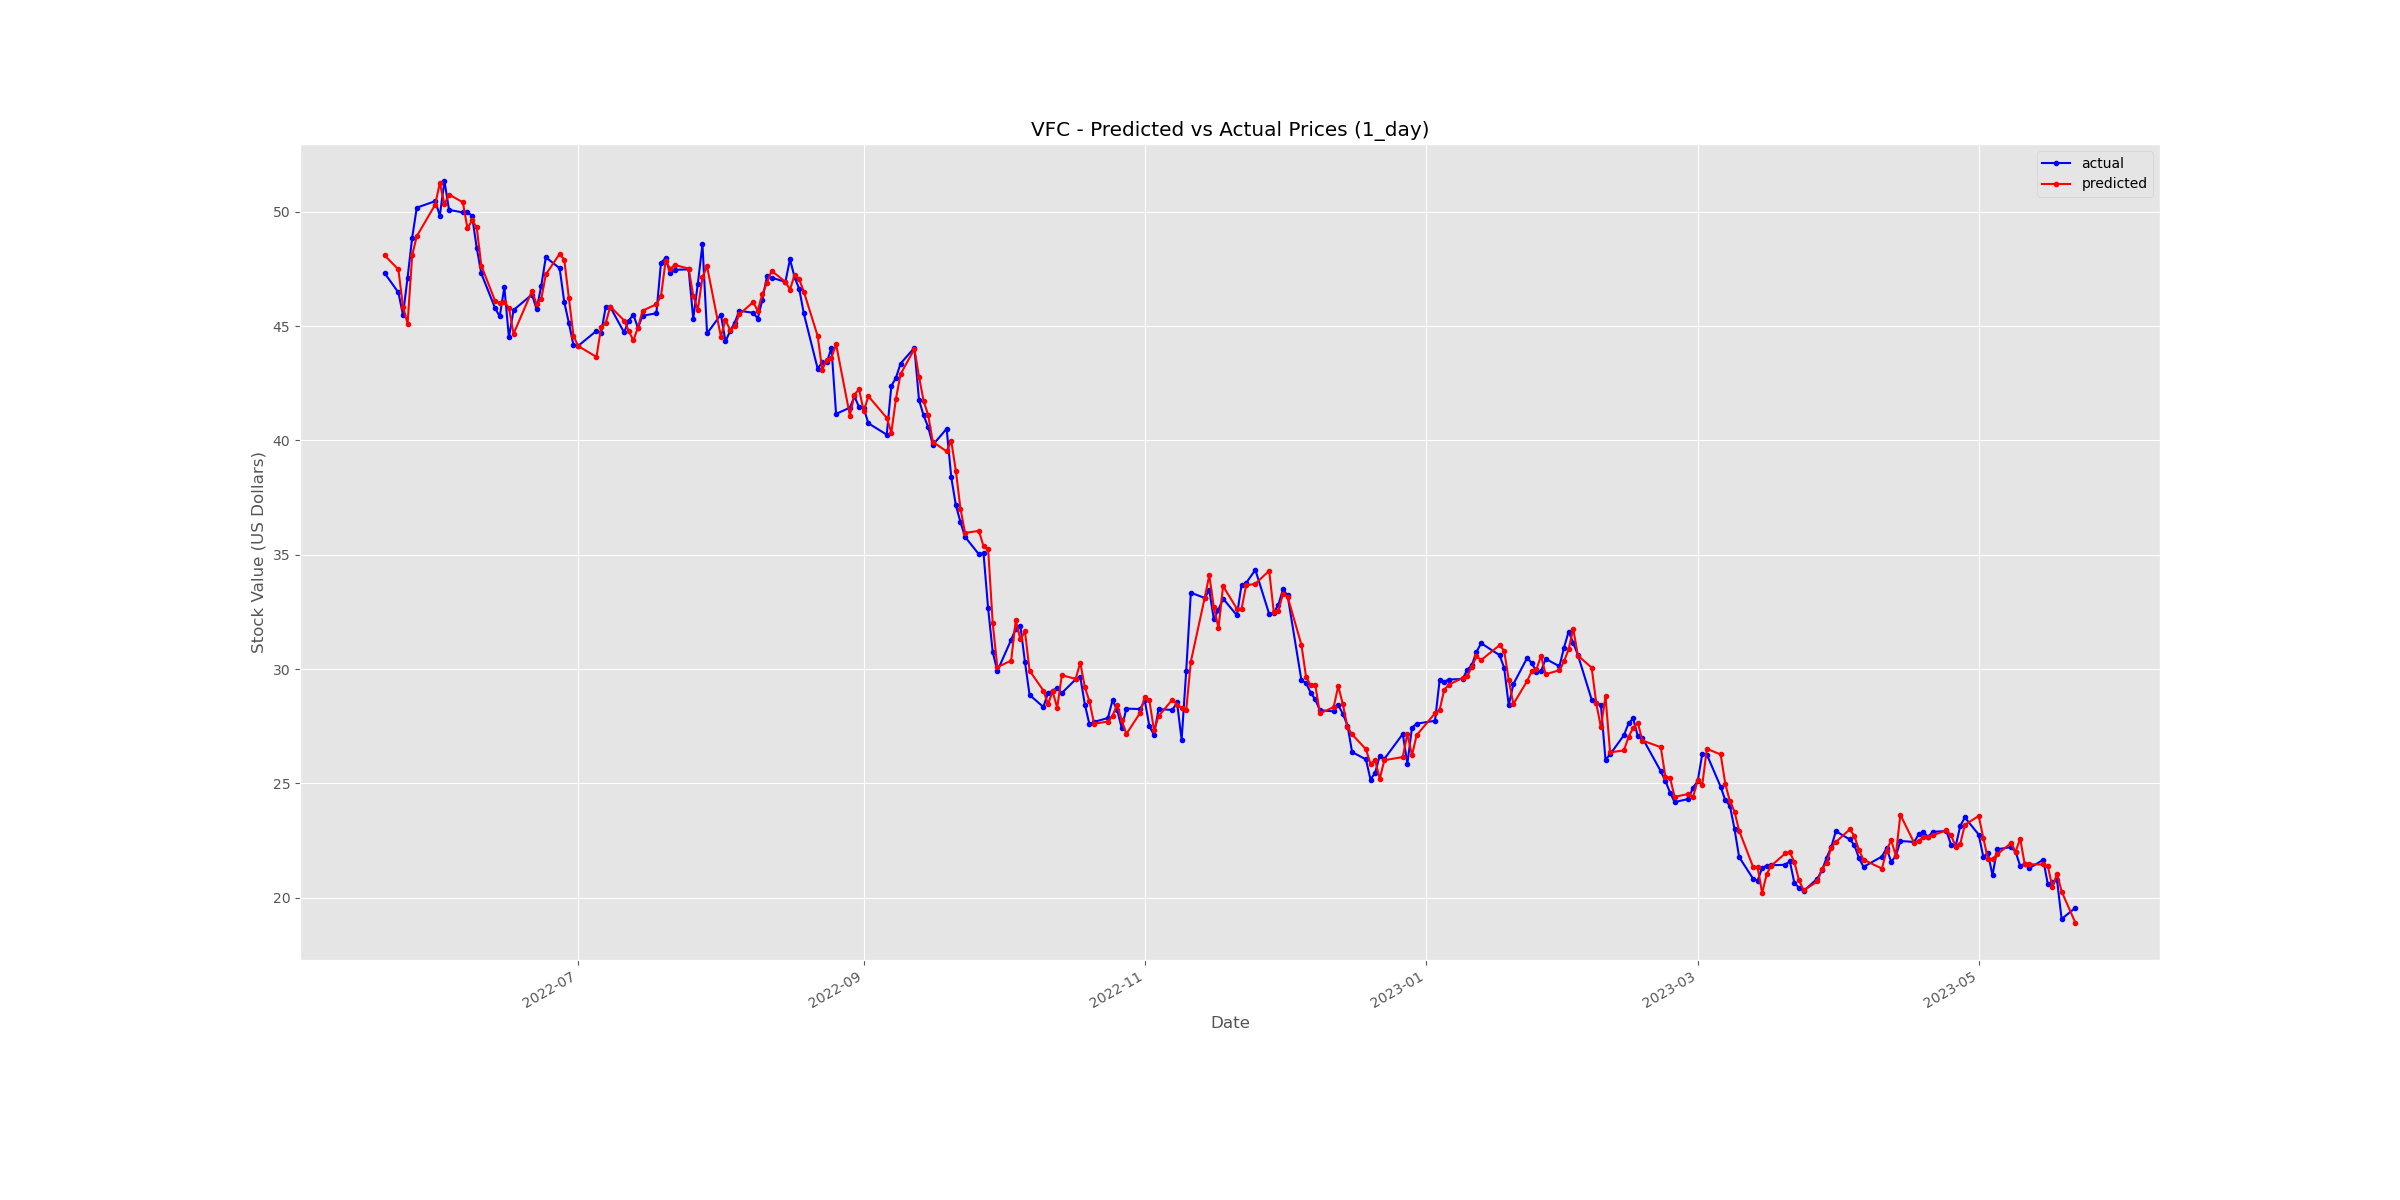 VFC - Predicted vs Actual Prices (1_day)
actual
predicted
Stock Value (US Dollars)
50
45
40
35
30
25
20
2022-07
2022-09
2022-11
2023-01
2023-03
2023-05
Date